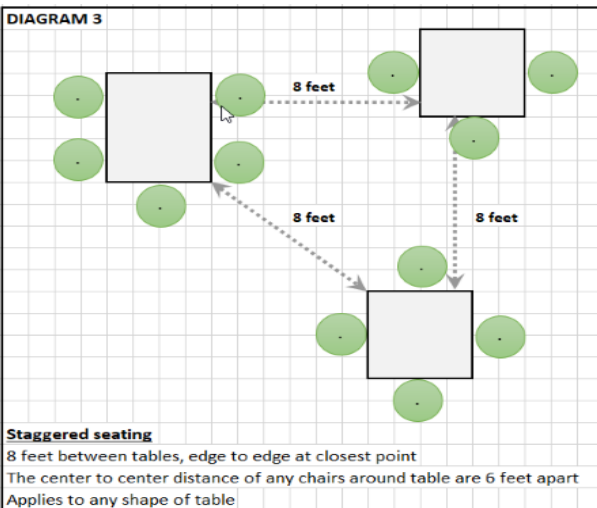 DIAGRAM 3
8 feet
8 feet
8 feet
Staggered seating
8 feet between tables, edge to edge at closest point
The center to center distance of any chairs around table are 6 feet apart
Applies to any shape of table